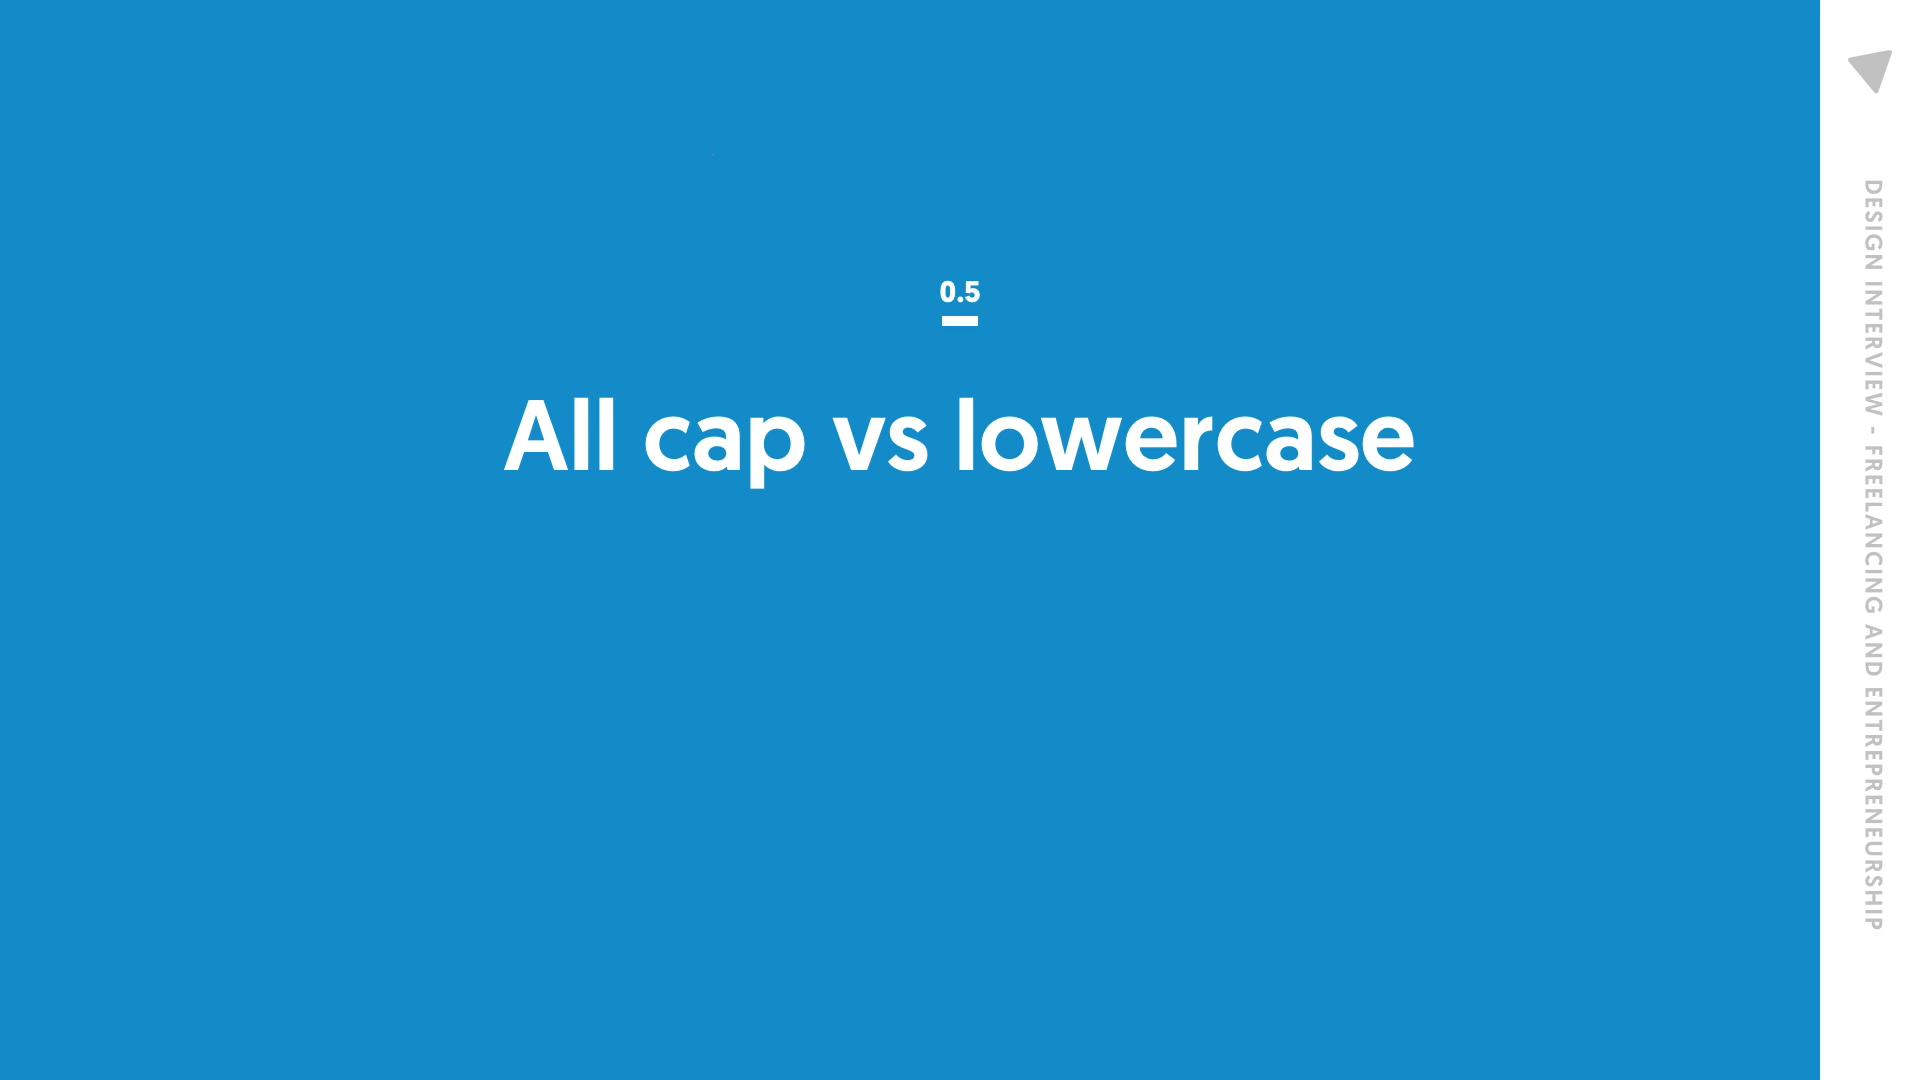 0.5
All cap vs lowercase
DESIGN INTERVIEW - FREELANCING AND ENTREPRENEURSHIP